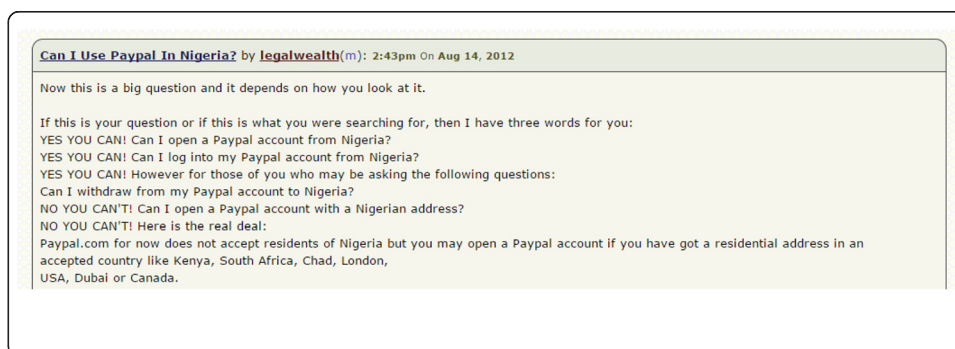 Can I Use Paypal In Nigeria? by legalwealth(m): 2:43pm On Aug 14, 2012
Now this is a big question and it depends on how you look at it.
If this is your question or if this is what you were searching for, then I have three words for you:
YES YOU CAN! Can I open a Paypal account from Nigeria?
YES YOU CAN! Can I log into my Paypal account from Nigeria?
YES YOU CAN! However for those of you who may be asking the following questions:
Can I withdraw from my Paypal account to Nigeria?
NO YOU CAN'T! Can I open a Paypal account with a Nigerian address?
NO YOU CAN'T! Here is the real deal:
Paypal.com for now does not accept residents of Nigeria but you may open a Paypal account if you have got a residential address in an
accepted country like Kenya, South Africa, Chad, London,
USA, Dubai or Canada.